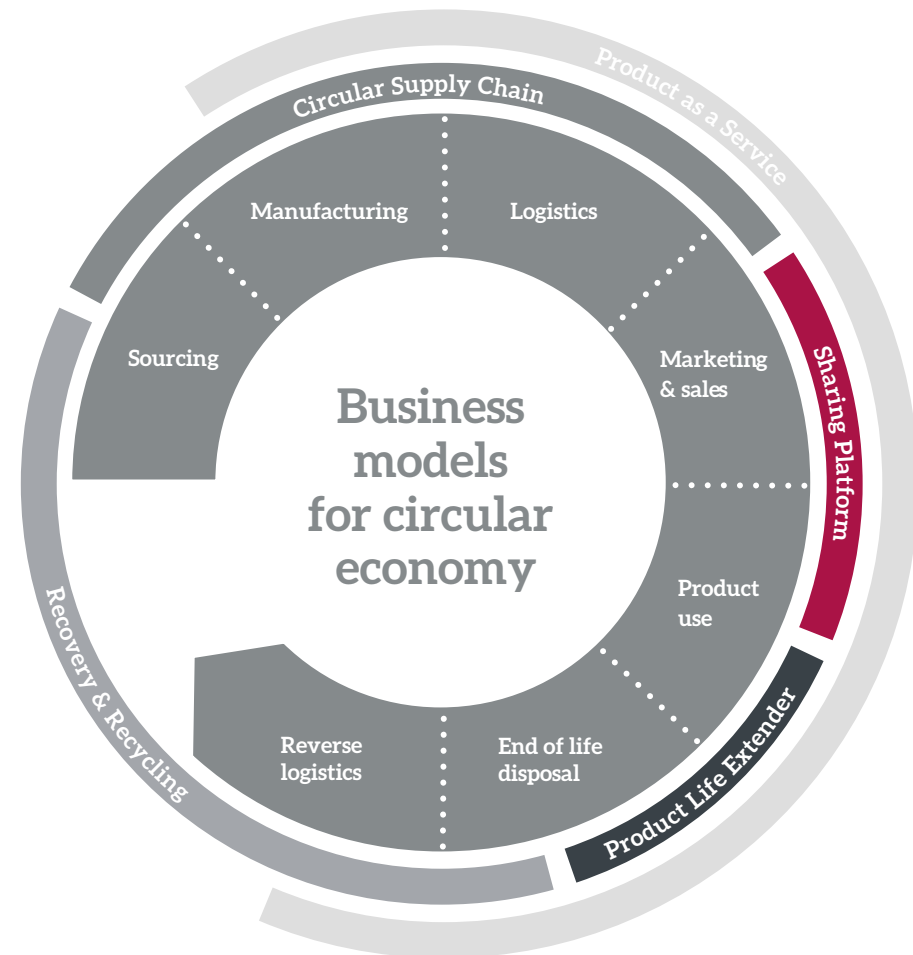 Product as a Service
Circular Supply Chain
Manufacturing
Logistics
Sourcing
Marketing
& sales
Sharing Platform
Business
models
for circular
economy
Product
use
Recovery & Recycling
Reverse
logistics
End of life
disposal
Product Life Extender